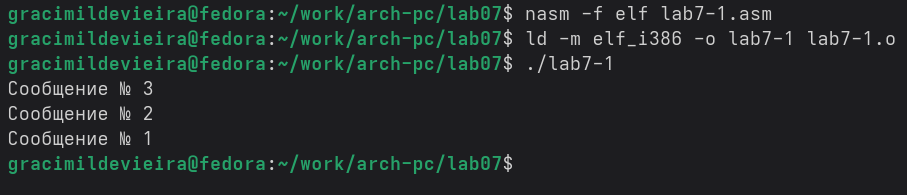 gracimildevieira@fedora:~/work/arch-pc/lab07$ nasm -f elf lab7-1.asm
gracimildevieira@fedora:~/work/arch-pc/lab07$ ld -m elf_i386 -o lab7-1 lab7-1.o
gracimildevieira@fedora:~/work/arch-pc/lab07$ ./lab7-1
Сообщение № 3
Сообщение № 2
Сообщение № 1
gracimildevieira@fedora:~/work/arch-pc/lab07$